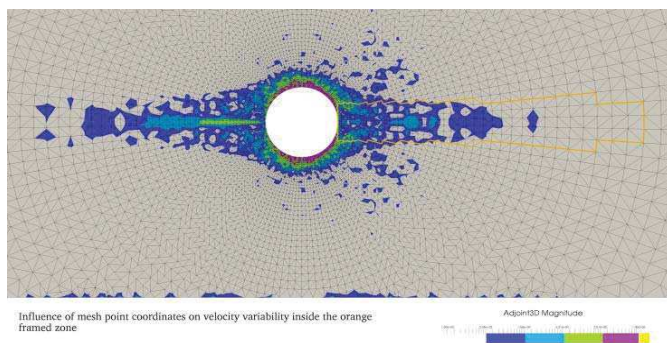 Influence of mesh point coordinates on velocity variability inside the orange
framed zone
Adjoint3D Magnitude